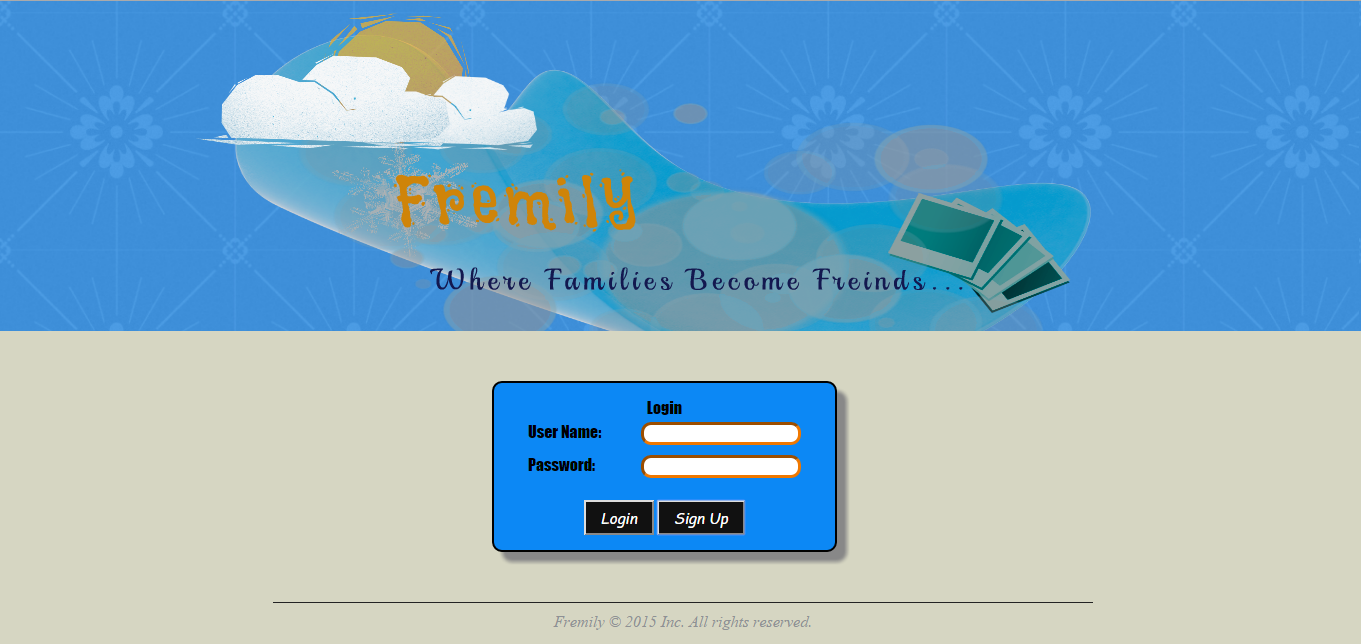 Fremily
Where Families Become Freinds...
Login
User Name:
Password:
Login Sign Up
Fremily © 2015 Inc. All rights reserved.